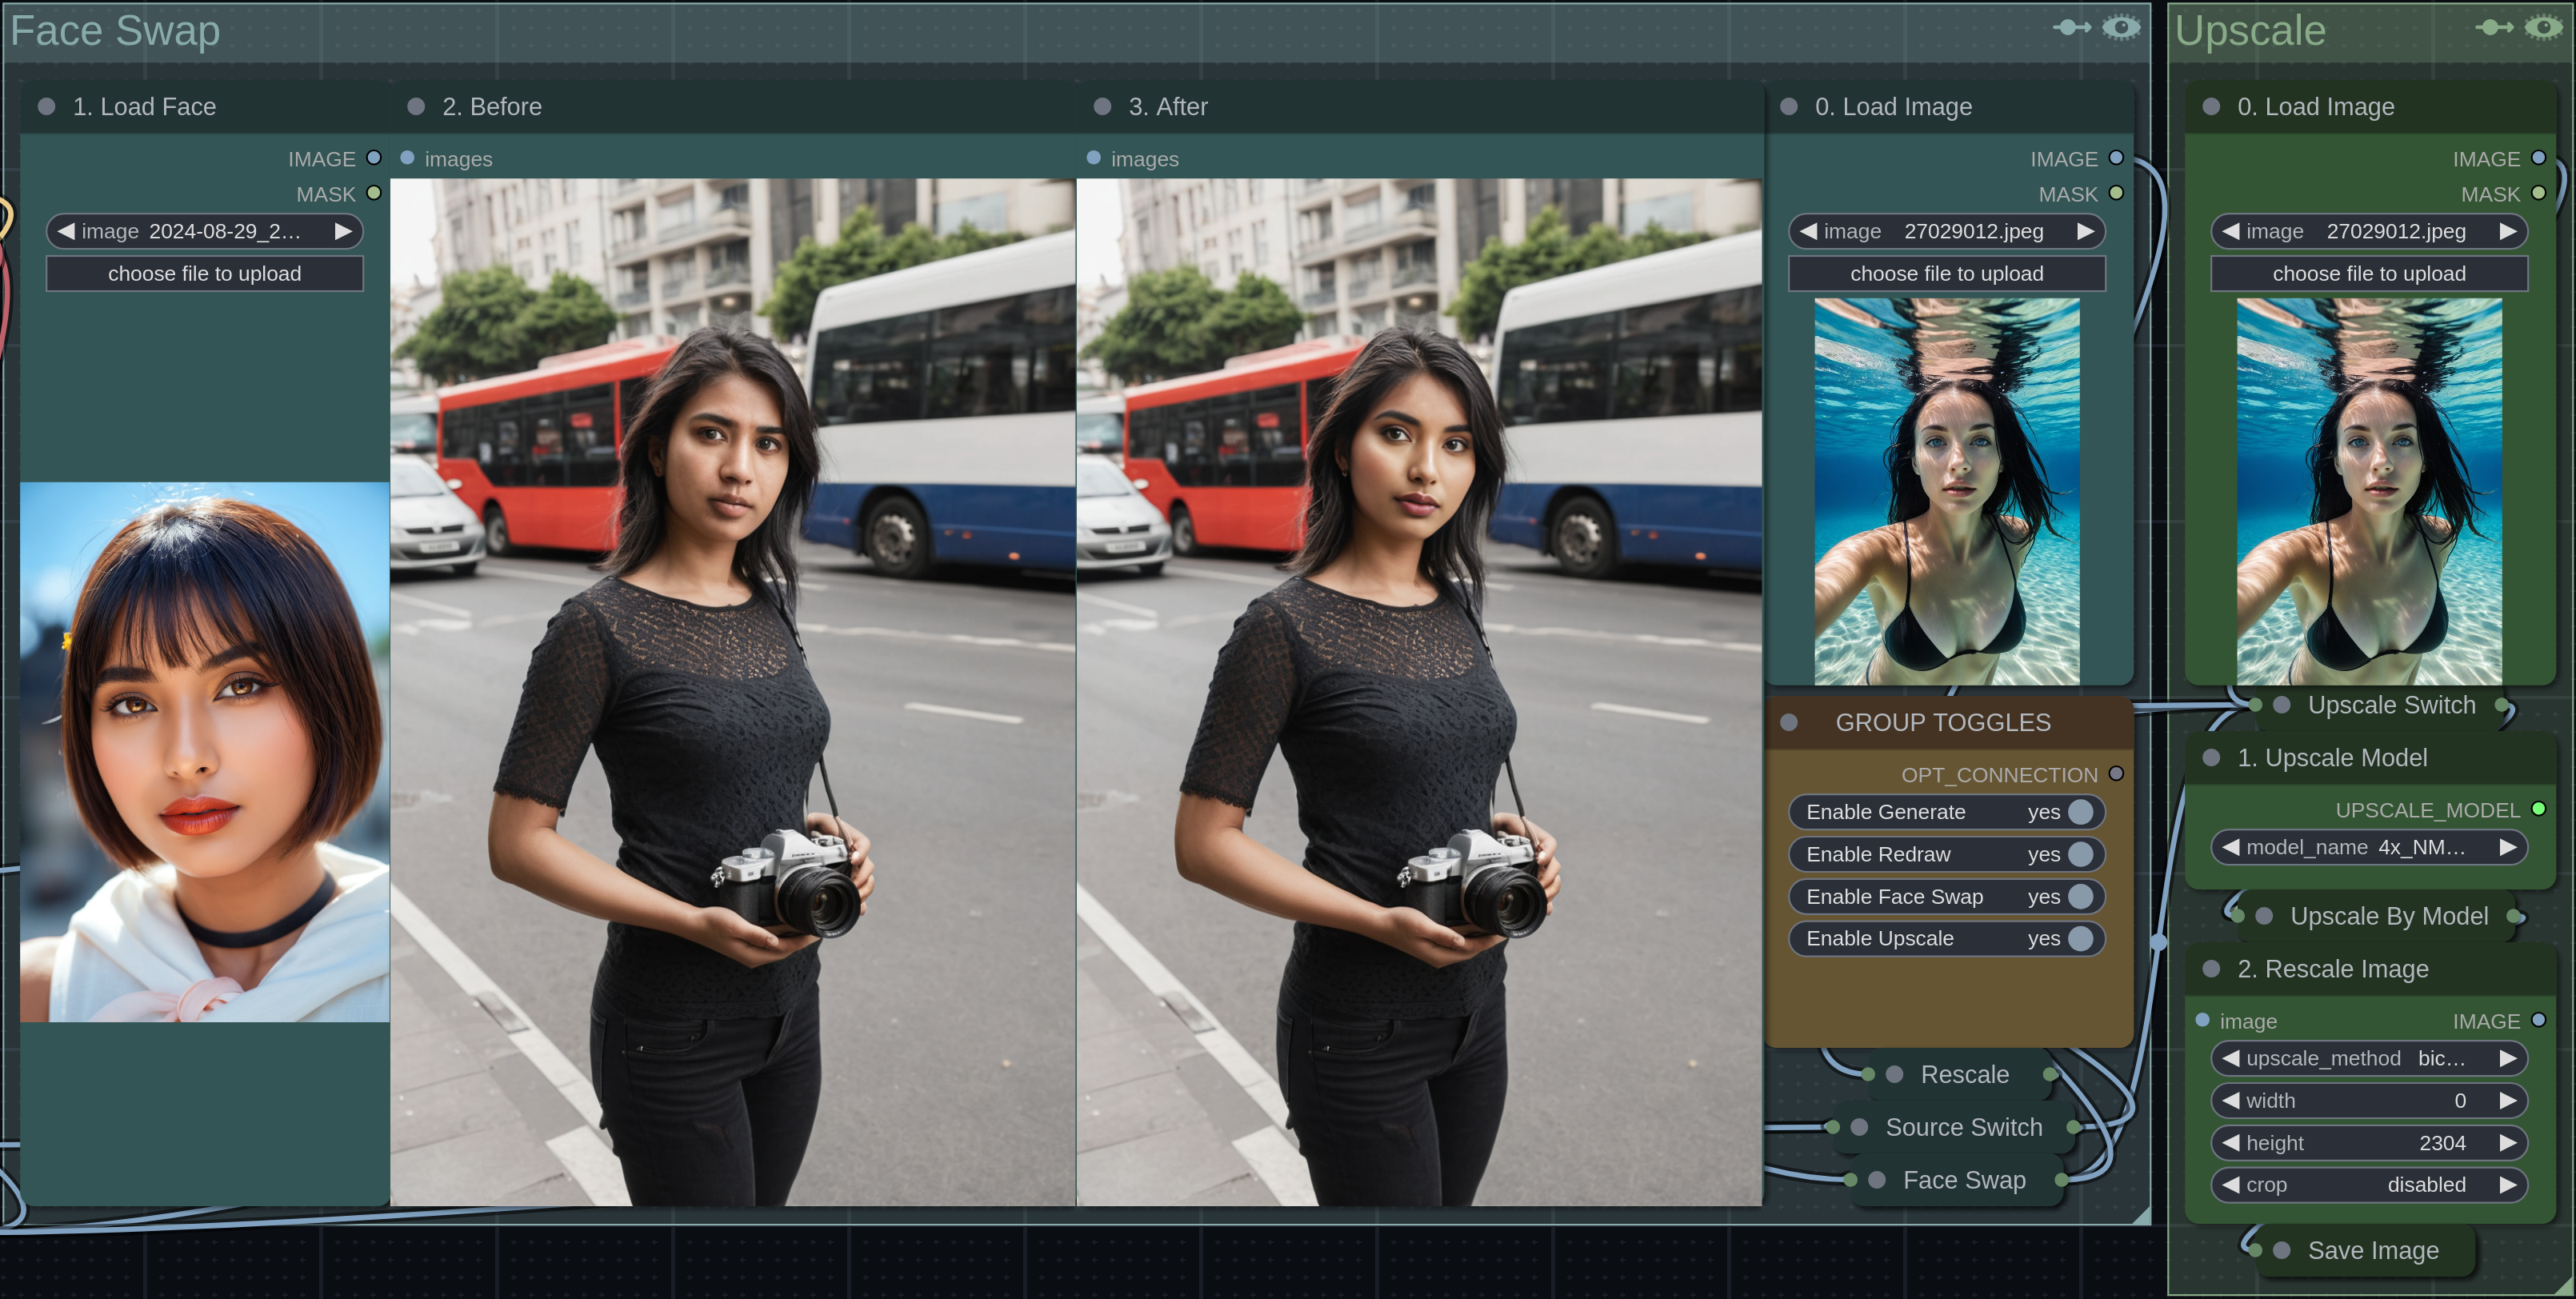 Face Swap
1. Load Face
IMAGE
MASK
image 2024-08-29_2…
choose file to upload
2. Before
images
3. After
images
0. Load Image
IMAGE
MASK
image 27029012.jpeg
choose file to upload
GROUP TOGGLES
OPT_CONNECTION
Enable Generate yes
Enable Redraw yes
Enable Face Swap yes
Enable Upscale yes
Rescale
Source Switch
Face Swap
Upscale
0. Load Image
IMAGE
MASK
image 27029012.jpeg
choose file to upload
Upscale Switch
1. Upscale Model
UPSCALE_MODEL
model_name 4x_NM…
Upscale By Model
2. Rescale Image
image IMAGE
upscale_method bic…
width 0
height 2304
crop disabled
Save Image